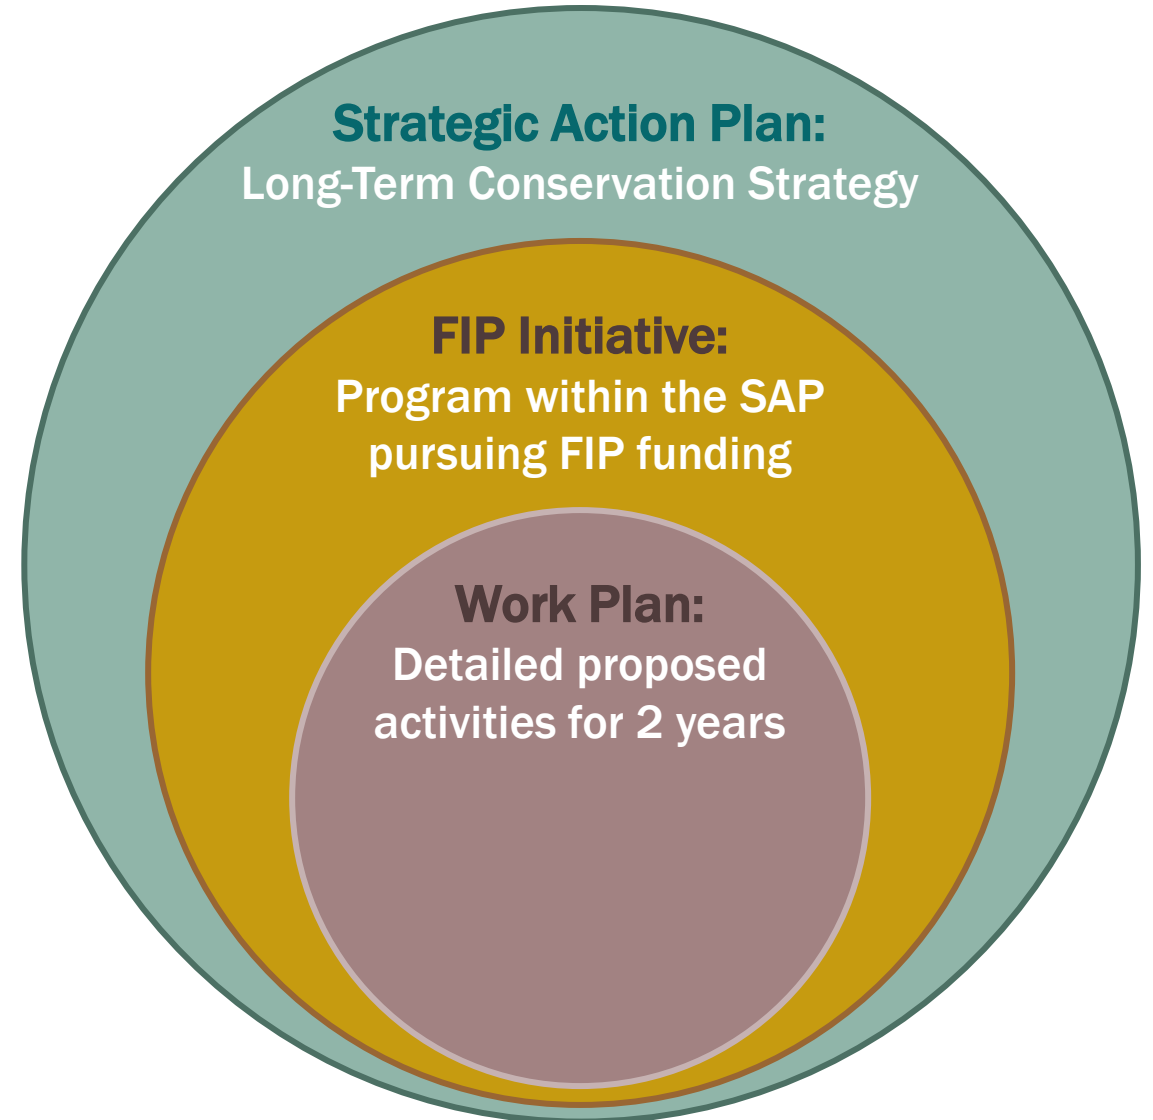 Strategic Action Plan:
Long-Term Conservation Strategy
FIP Initiative:
Program within the SAP
pursuing FIP funding
Work Plan:
Detailed proposed
activities for 2 years